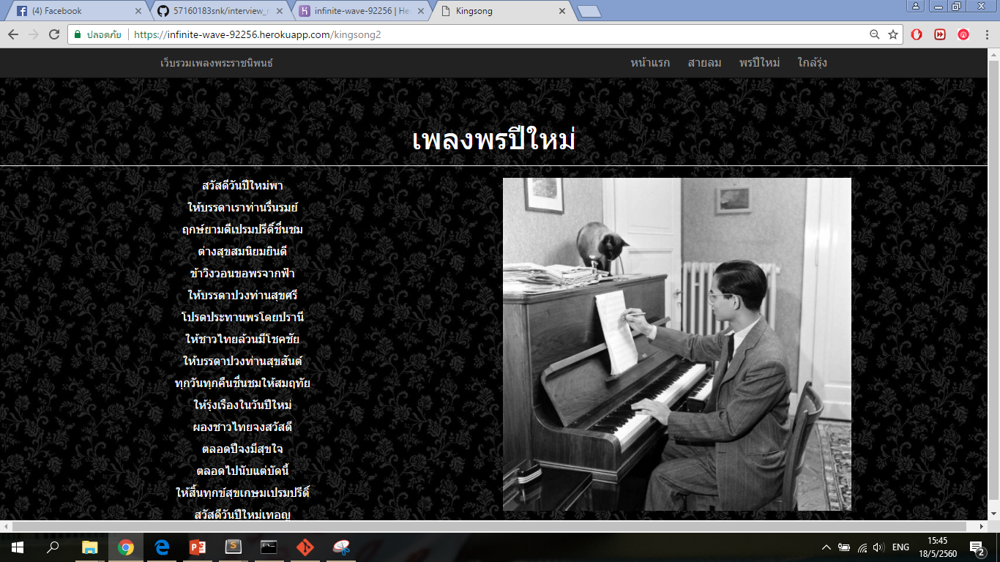 (4) Facebook
57160183snk/interview_r
infinite-wave-92256 | Her
Kingsong
ปลอดภัย
https://infinite-wave-92256.herokuapp.com/kingsong2
เว็บรวมเพลงพระราชนิพนธ์
หน้าแรก สายลม พรปีใหม่ ใกล้รุ่ง
เพลงพรปีใหม่
สวัสดีวันปีใหม่พา
ให้บรรดาเราท่านรื่นรมย์
ฤกษ์ยามดีเปรมปรีดิ์ชื่นชม
ต่างสุขสมนิยมยินดี
ข้าวิงวอนขอพรจากฟ้า
ให้บรรดาปวงท่านสุขศรี
โปรดประทานพรโดยปรานี
ให้ชาวไทยล้วนมีโชคชัย
ให้บรรดาปวงท่านสุขสันต์
ทุกวันทุกคืนชื่นชมให้สมฤทัย
ให้รุ่งเรืองในวันปีใหม่
ผองชาวไทยจงสวัสดี
ตลอดปีจงมีสุขใจ
ตลอดไปนับแต่บัดนี้
ให้สิ้นทุกข์สุขเกษมเปรมปรีดิ์
สวัสดีวันปีใหม่เทอญ
ENG
15:45
18/5/2560
2